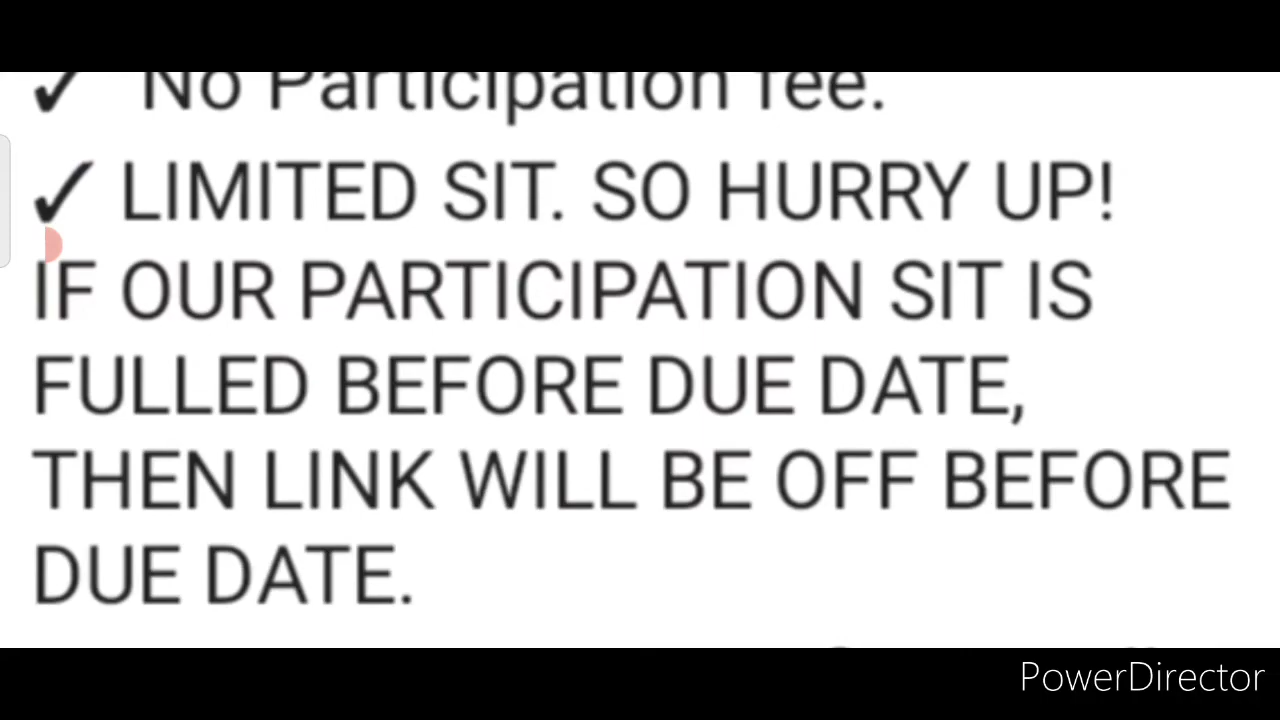 ✓ No Participation fee.
✓ LIMITED SIT. SO HURRY UP!
IF OUR PARTICIPATION SIT IS
FULLED BEFORE DUE DATE,
THEN LINK WILL BE OFF BEFORE
DUE DATE.
PowerDirector